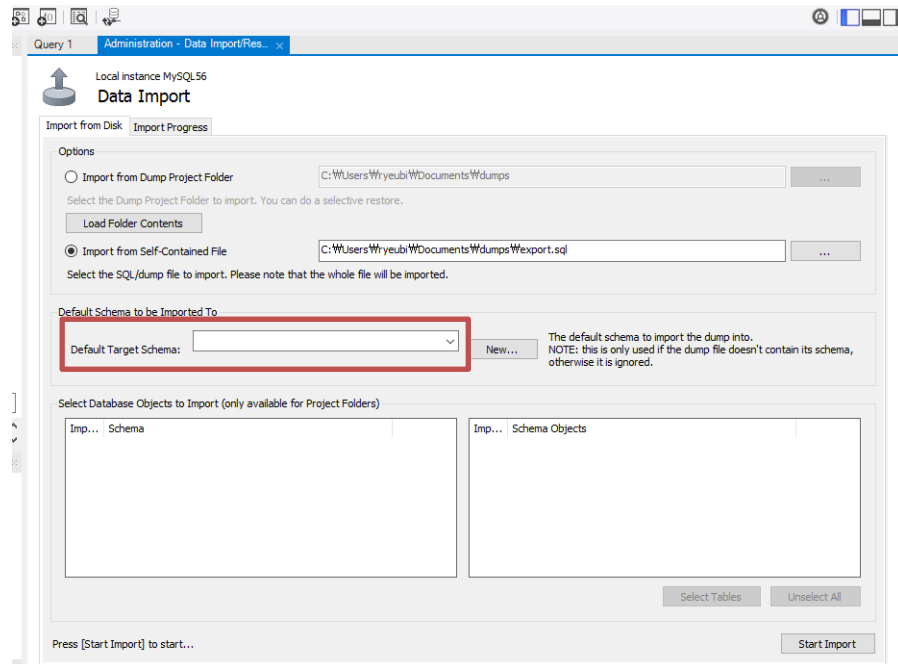 Query 1
Administration - Data Import/Res...
Local instance MySQL56
Data Import
Import from Disk
Import Progress
Options
Import from Dump Project Folder
C:₩Users₩ryeubi₩Documents₩dumps
...
Select the Dump Project Folder to import. You can do a selective restore.
Load Folder Contents
Import from Self-Contained File
C:₩Users₩ryeubi₩Documents₩dumps₩export.sql
...
Select the SQL/dump file to import. Please note that the whole file will be imported.
Default Schema to be Imported To
Default Target Schema:
New...
The default schema to import the dump into.
NOTE: this is only used if the dump file doesn't contain its schema,
otherwise it is ignored.
Select Database Objects to Import (only available for Project Folders)
Imp... Schema
Imp... Schema Objects
Select Tables
Unselect All
Press [Start Import] to start...
Start Import